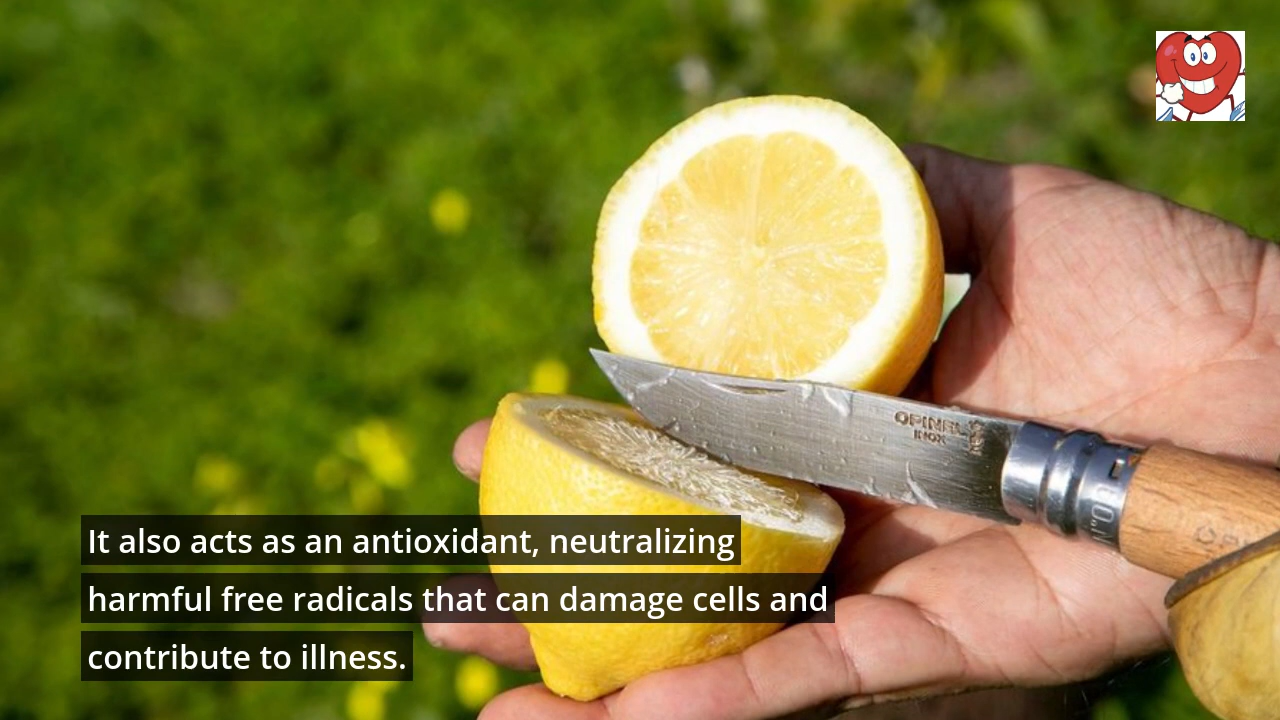 It also acts as an antioxidant, neutralizing
harmful free radicals that can damage cells and
contribute to illness.
OPINEL
INOX